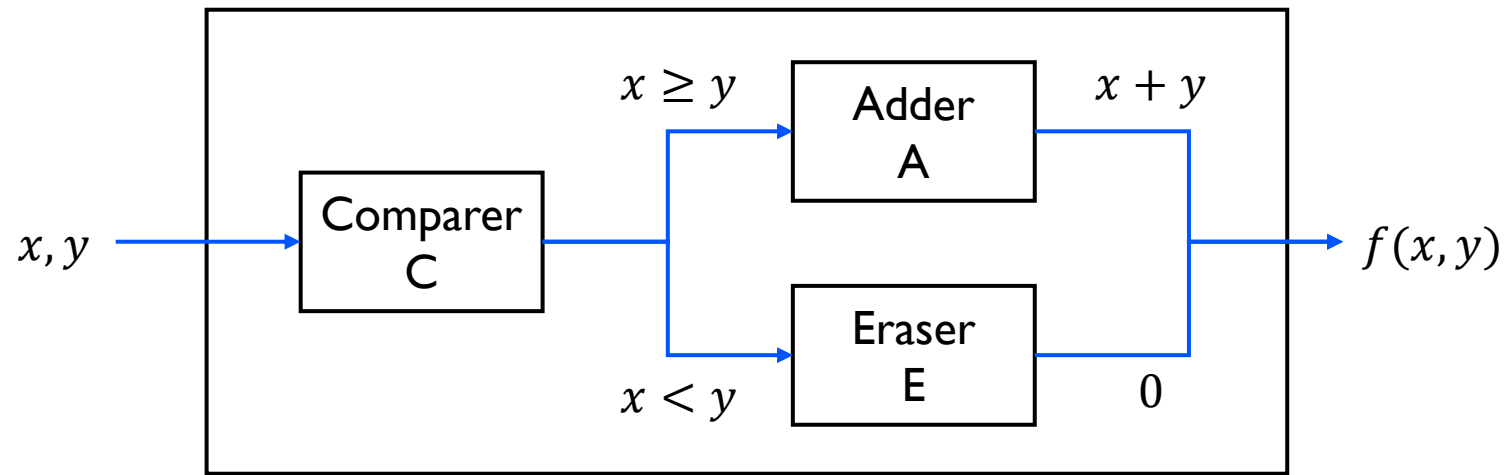 x ≥ y
Adder
A
x + y
x, y
Comparer
C
f(x, y)
x < y
Eraser
E
0